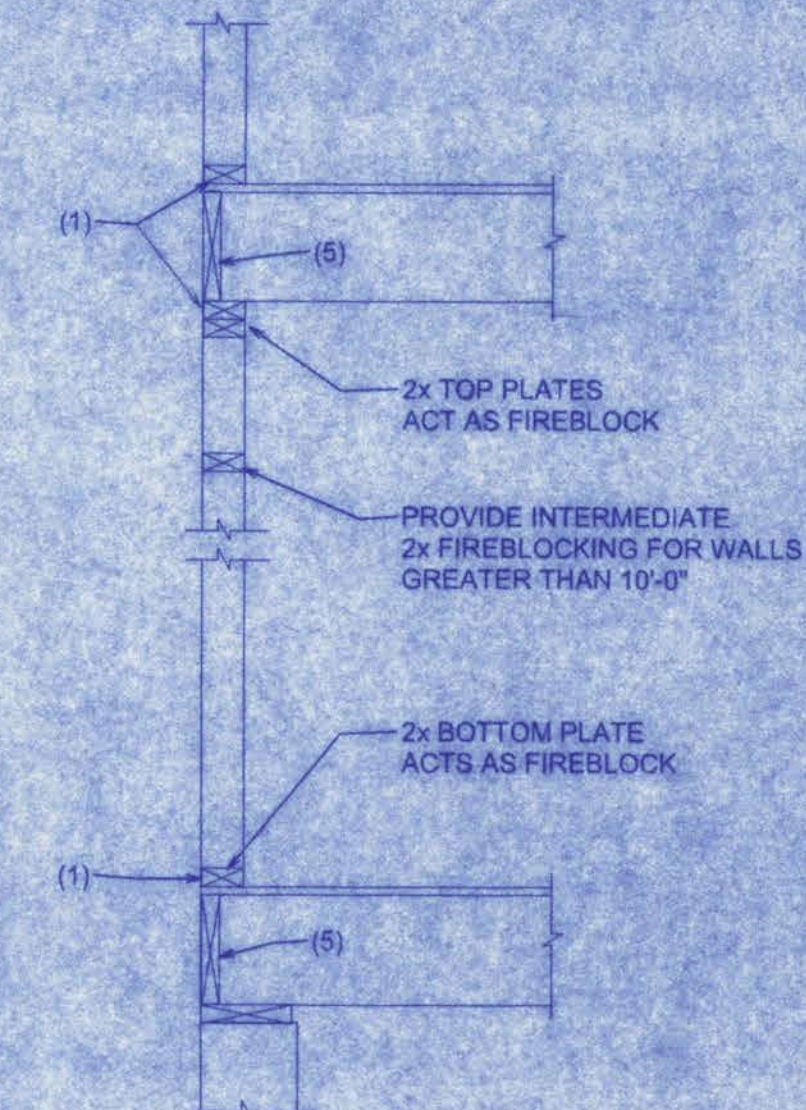 (1)
(5)
2x TOP PLATES
ACT AS FIREBLOCK
PROVIDE INTERMEDIATE
2x FIREBLOCKING FOR WALLS
GREATER THAN 10'-0"
2x BOTTOM PLATE
ACTS AS FIREBLOCK
(1)
(5)